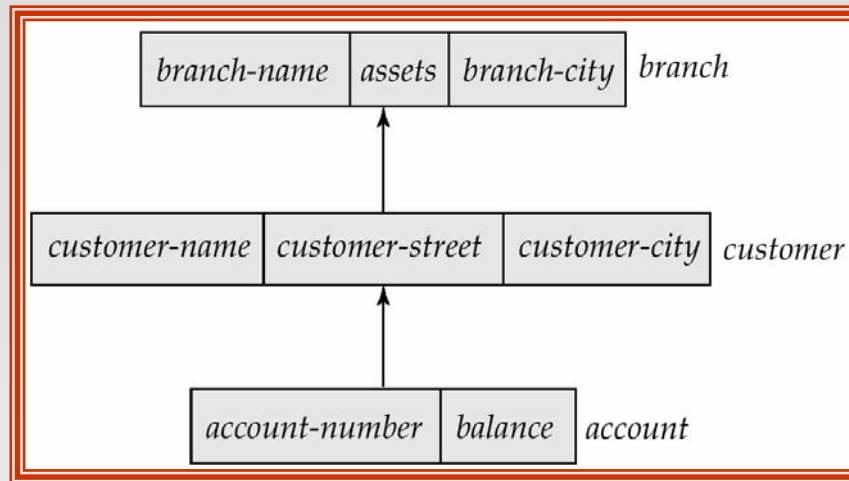 branch-name assets branch-city branch
customer-name customer-street customer-city customer
account-number balance account